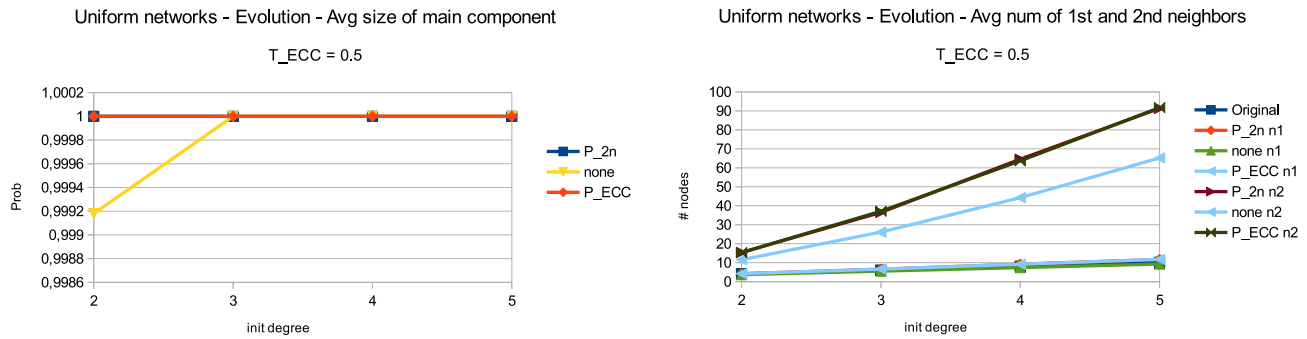 Uniform networks - Evolution - Avg size of main component
T_ECC = 0.5
1,0002
1
0,9998
0,9996
0,9994
0,9992
0,999
0,9988
0,9986
Prob
2
3
4
5
init degree
P_2n
none
P_ECC
Uniform networks - Evolution - Avg num of 1st and 2nd neighbors
T_ECC = 0.5
100
90
80
70
60
50
40
30
20
10
0
# nodes
2
3
4
5
init degree
Original
P_2n n1
none n1
P_ECC n1
P_2n n2
none n2
P_ECC n2